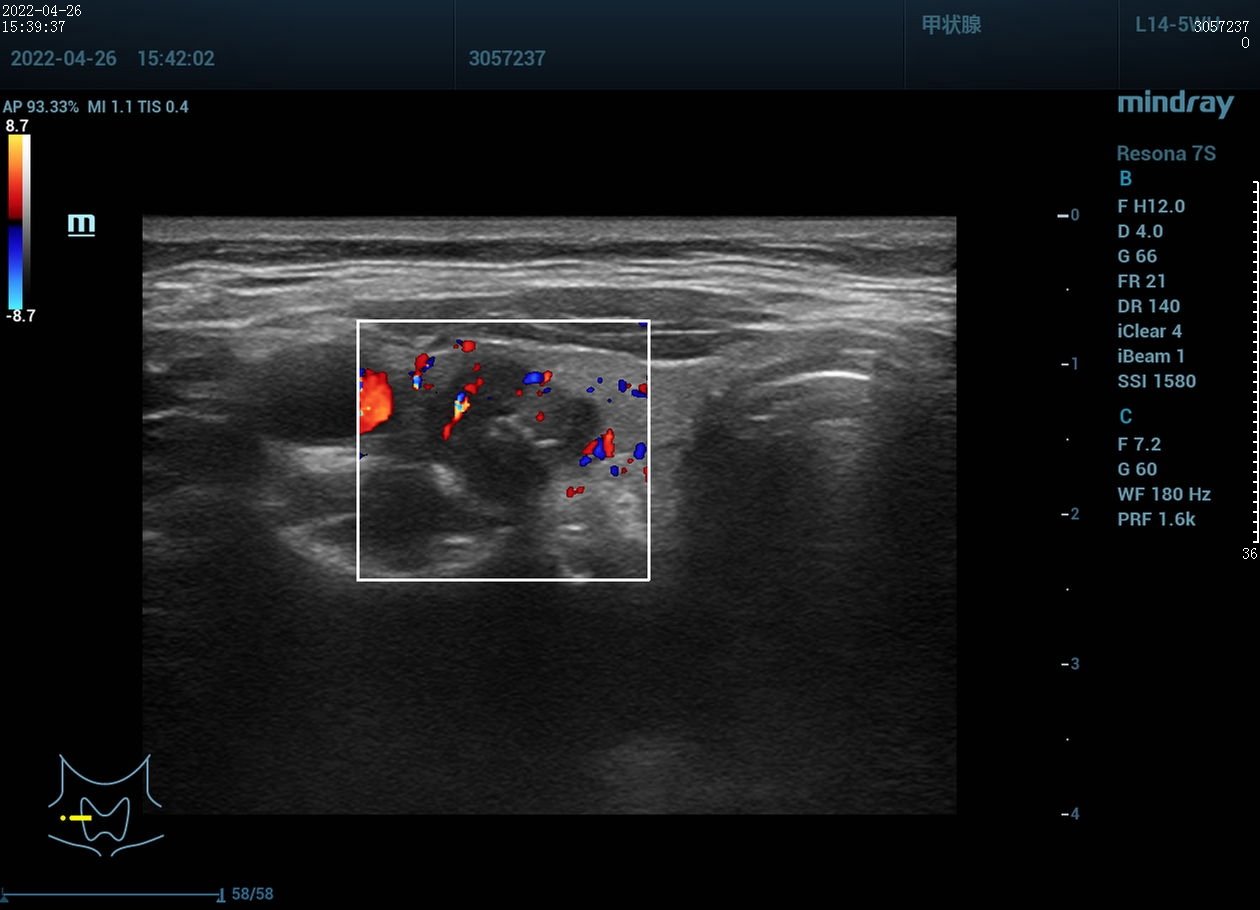 2022-04-26
15:39:37
2022-04-26 15:42:02
3057237
甲状腺
3057237
0
AP 93.33% MI 1.1 TIS 0.4
8.7
-8.7
m
mindray
Resona 7S
B
F H12.0
D 4.0
G 66
FR 21
DR 140
iClear 4
iBeam 1
SSI 1580
C
F 7.2
G 60
WF 180 Hz
PRF 1.6k
0
1
2
3
4
36
58/58